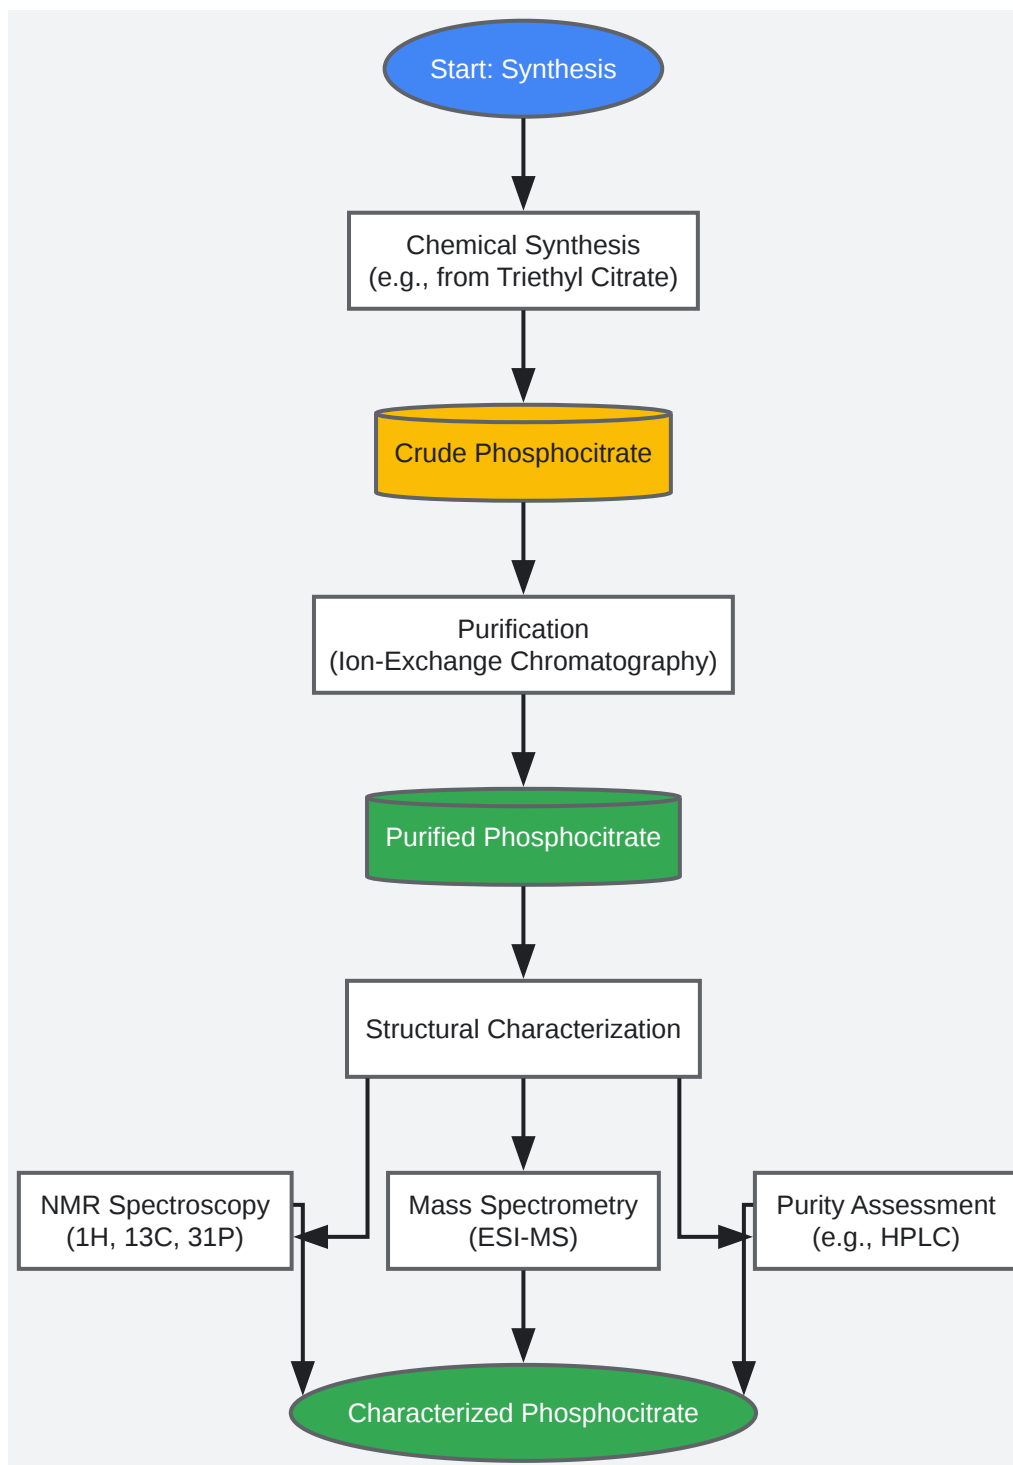 Start: Synthesis
Chemical Synthesis
(e.g., from Triethyl Citrate)
Crude Phosphocitrate
Purification
(Ion-Exchange Chromatography)
Purified Phosphocitrate
Structural Characterization
NMR Spectroscopy
(1H, 13C, 31P)
Mass Spectrometry
(ESI-MS)
Purity Assessment
(e.g., HPLC)
Characterized Phosphocitrate